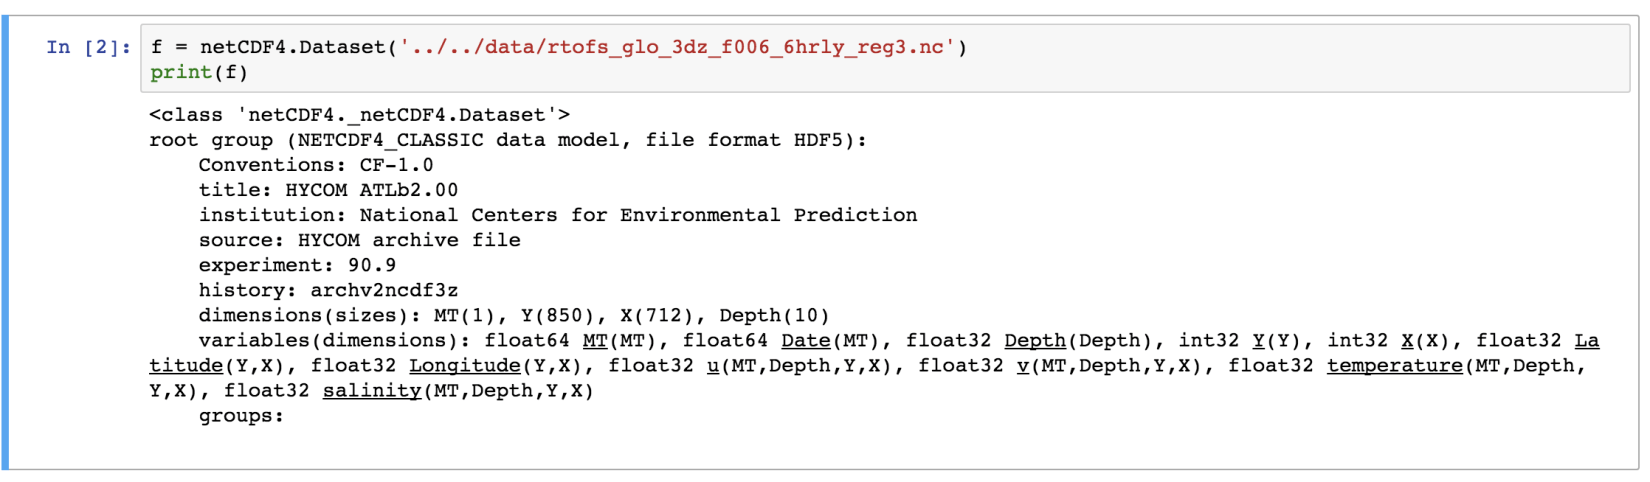 In [2]: f = netCDF4.Dataset('../../data/rtofs_glo_3dz_f006_6hrly_reg3.nc')
print(f)
<class 'netCDF4._netCDF4.Dataset'>
root group (NETCDF4_CLASSIC data model, file format HDF5):
Conventions: CF-1.0
title: HYCOM ATLb2.00
institution: National Centers for Environmental Prediction
source: HYCOM archive file
experiment: 90.9
history: archv2ncdf3z
dimensions(sizes): MT(1), Y(850), X(712), Depth(10)
variables(dimensions): float64 MT(MT), float64 Date(MT), float32 Depth(Depth), int32 Y(Y), int32 X(X), float32 La
titude(Y,X), float32 Longitude(Y,X), float32 u(MT,Depth,Y,X), float32 v(MT,Depth,Y,X), float32 temperature(MT,Depth,
Y,X), float32 salinity(MT,Depth,Y,X)
groups: